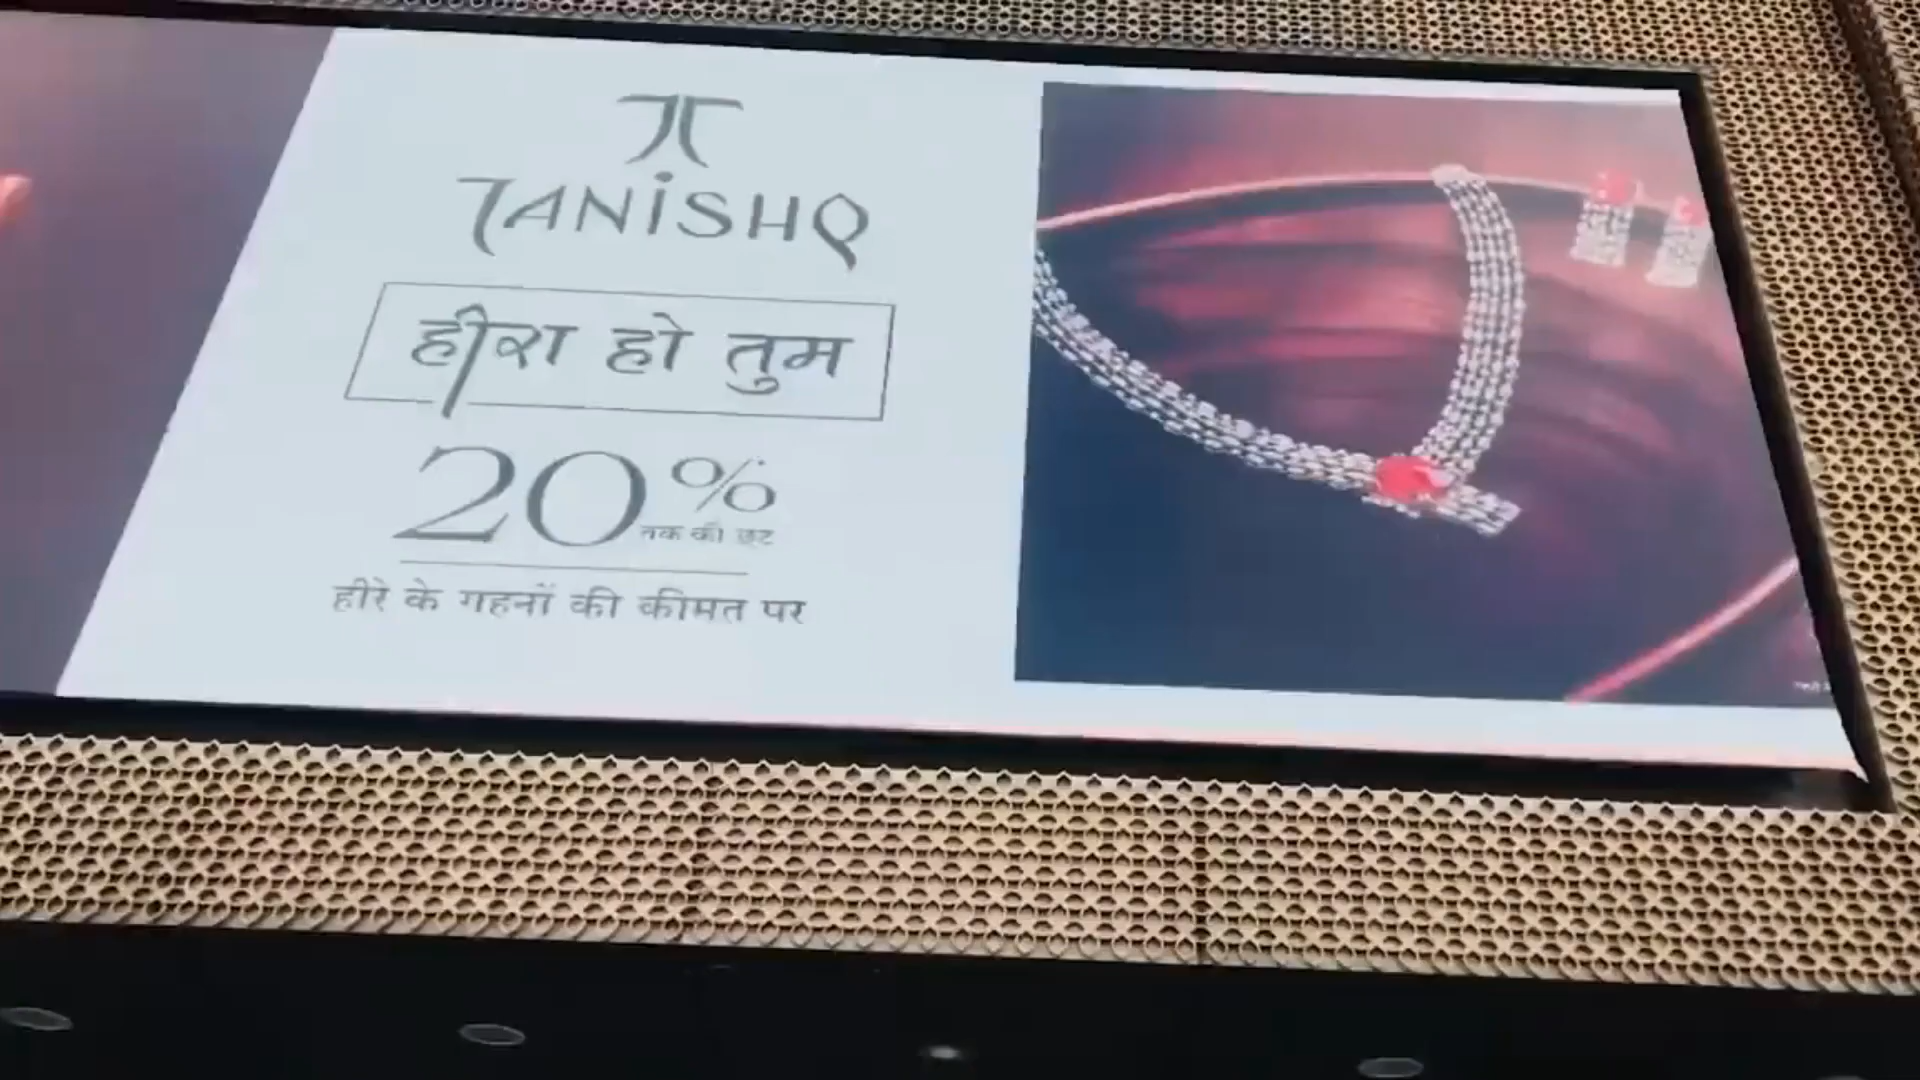 TANISHQ
हीरा हो तुम
20%
तक की छूट
हीरे के गहनों की कीमत पर